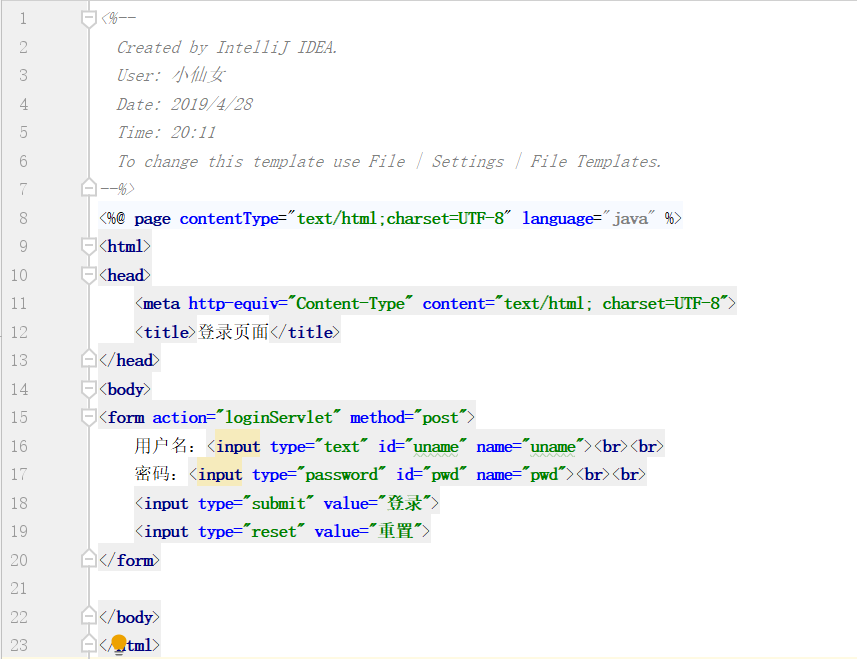 1 <%--
2 Created by IntelliJ IDEA.
3 User: 小仙女
4 Date: 2019/4/28
5 Time: 20:11
6 To change this template use File | Settings | File Templates.
7 --%>
8 <%@ page contentType="text/html;charset=UTF-8" language="java" %>
9 <html>
10 <head>
11 <meta http-equiv="Content-Type" content="text/html; charset=UTF-8">
12 <title>登录页面</title>
13 </head>
14 <body>
15 <form action="loginServlet" method="post">
16 用户名：<input type="text" id="uname" name="uname"><br><br>
17 密码：<input type="password" id="pwd" name="pwd"><br><br>
18 <input type="submit" value="登录">
19 <input type="reset" value="重置">
20 </form>
21
22 </body>
23 </html>